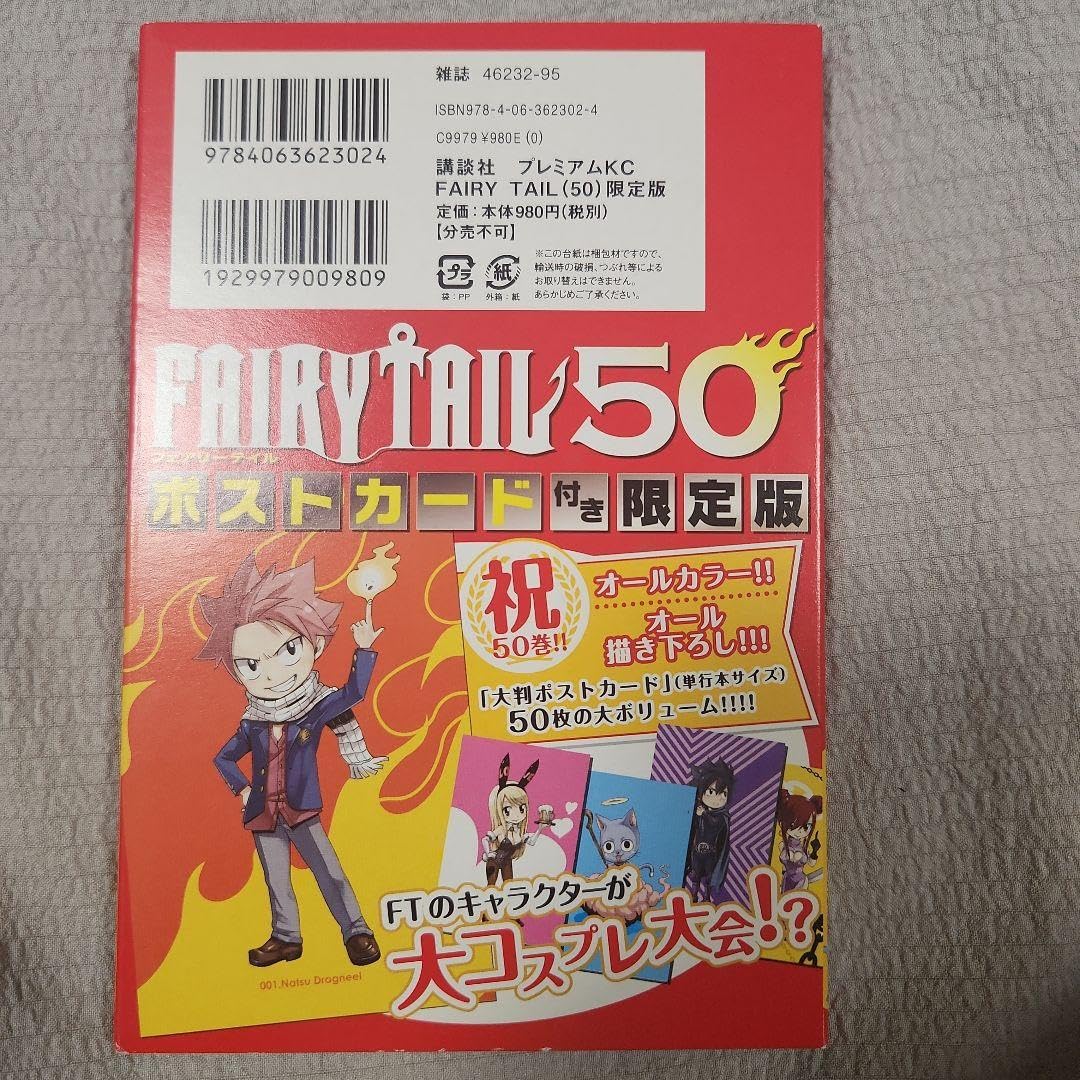 雑誌 46232-95
ISBN978-4-06-362302-4
C9979 ¥980E (0)
9784063623024
講談社 プレミアムKC
FAIRY TAIL(50)限定版
定価:本体980円(税別)
【分売不可】
1929979009809
プラ
袋:PP
紙
外箱:紙
※この台紙は梱包材ですので、
輸送時の破損、つぶれ等による
お取り替えはできません。
あらかじめご了承ください。
FAIRY TAIL 50
フェアリーテイル
ポストカード付き限定版
祝
50巻!!
オールカラー!!
オール
描き下ろし!!!
「大判ポストカード」(単行本サイズ)
50枚の大ボリューム!!!!
FTのキャラクターが
大コスプレ大会!?
001.Natsu Dragneel